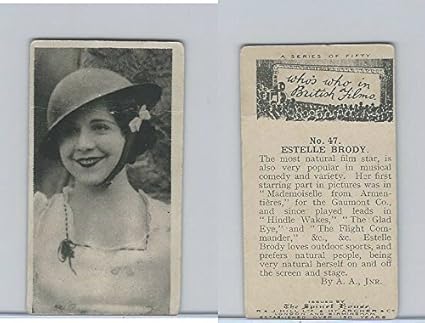 A SERIES OF FIFTY
who's who in
British Films
No. 47.
ESTELLE BRODY.
The most natural film star, is
also very popular in musical
comedy and variety. Her first
starring part in pictures was in
"Mademoiselle from Armen-
tières," for the Gaumont Co.,
and since played leads in
"Hindle Wakes," "The Glad
Eye," and "The Flight Com-
mander," &c., &c. Estelle
Brody loves outdoor sports, and
prefers natural people, being
very natural herself on and off
the screen and stage.
By A. A., JNR.
ISSUED BY
The Spinet House